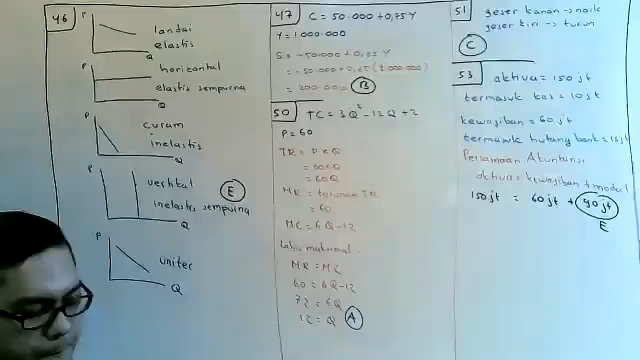 46
P
landai
elastis
Q
P
horizontal
elastis sempurna
Q
P
curam
inelastis
Q
P
vertikal
inelastis sempurna
E
Q
P
uniter
Q
47
C = 50.000 + 0,75Y
Y = 1.000.000
S = -50.000 + 0,25Y
= -50.000 + 0,25 (1.000.000)
= 200.000
B
50
TC = 3Q² - 12Q + 2
P = 60
TR = P x Q
= 60 x Q
= 60Q
MR = turunan TR
= 60
MC = 6Q - 12
Laba maksimal
MR = MC
60 = 6Q - 12
72 = 6Q
12 = Q
A
51
geser kanan → naik
geser kiri → turun
C
53
aktiva = 150 jt
termasuk kas = 10 jt
kewajiban = 60 jt
termasuk hutang bank = 15 jt
Persamaan Akuntansi
aktiva = kewajiban + modal
150 jt = 60 jt + 90 jt
E